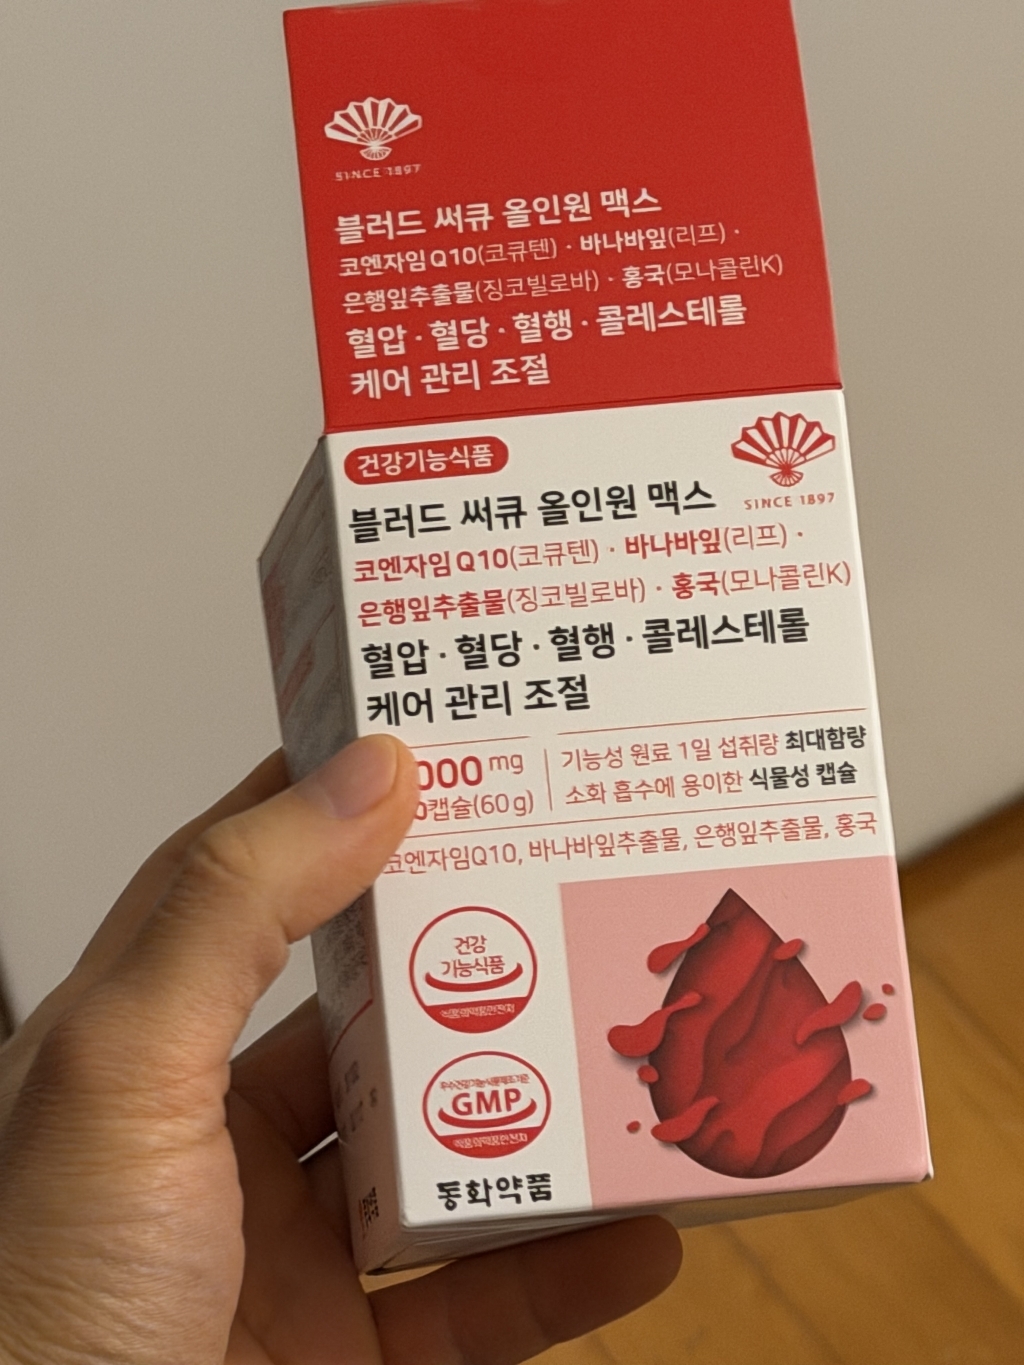 SINCE 1897
블러드 써큐 올인원 맥스
코엔자임Q10(코큐텐) · 바나바잎(리프) ·
은행잎추출물(징코빌로바) · 홍국(모나콜린K)
혈압 · 혈당 · 혈행 · 콜레스테롤
케어 관리 조절
건강기능식품
SINCE 1897
블러드 써큐 올인원 맥스
코엔자임Q10(코큐텐) · 바나바잎(리프) ·
은행잎추출물(징코빌로바) · 홍국(모나콜린K)
혈압 · 혈당 · 혈행 · 콜레스테롤
케어 관리 조절
000 mg
0캡슐(60g)
기능성 원료 1일 섭취량 최대함량
소화 흡수에 용이한 식물성 캡슐
코엔자임Q10, 바나바잎추출물, 은행잎추출물, 홍국
건강
기능식품
GMP
동화약품